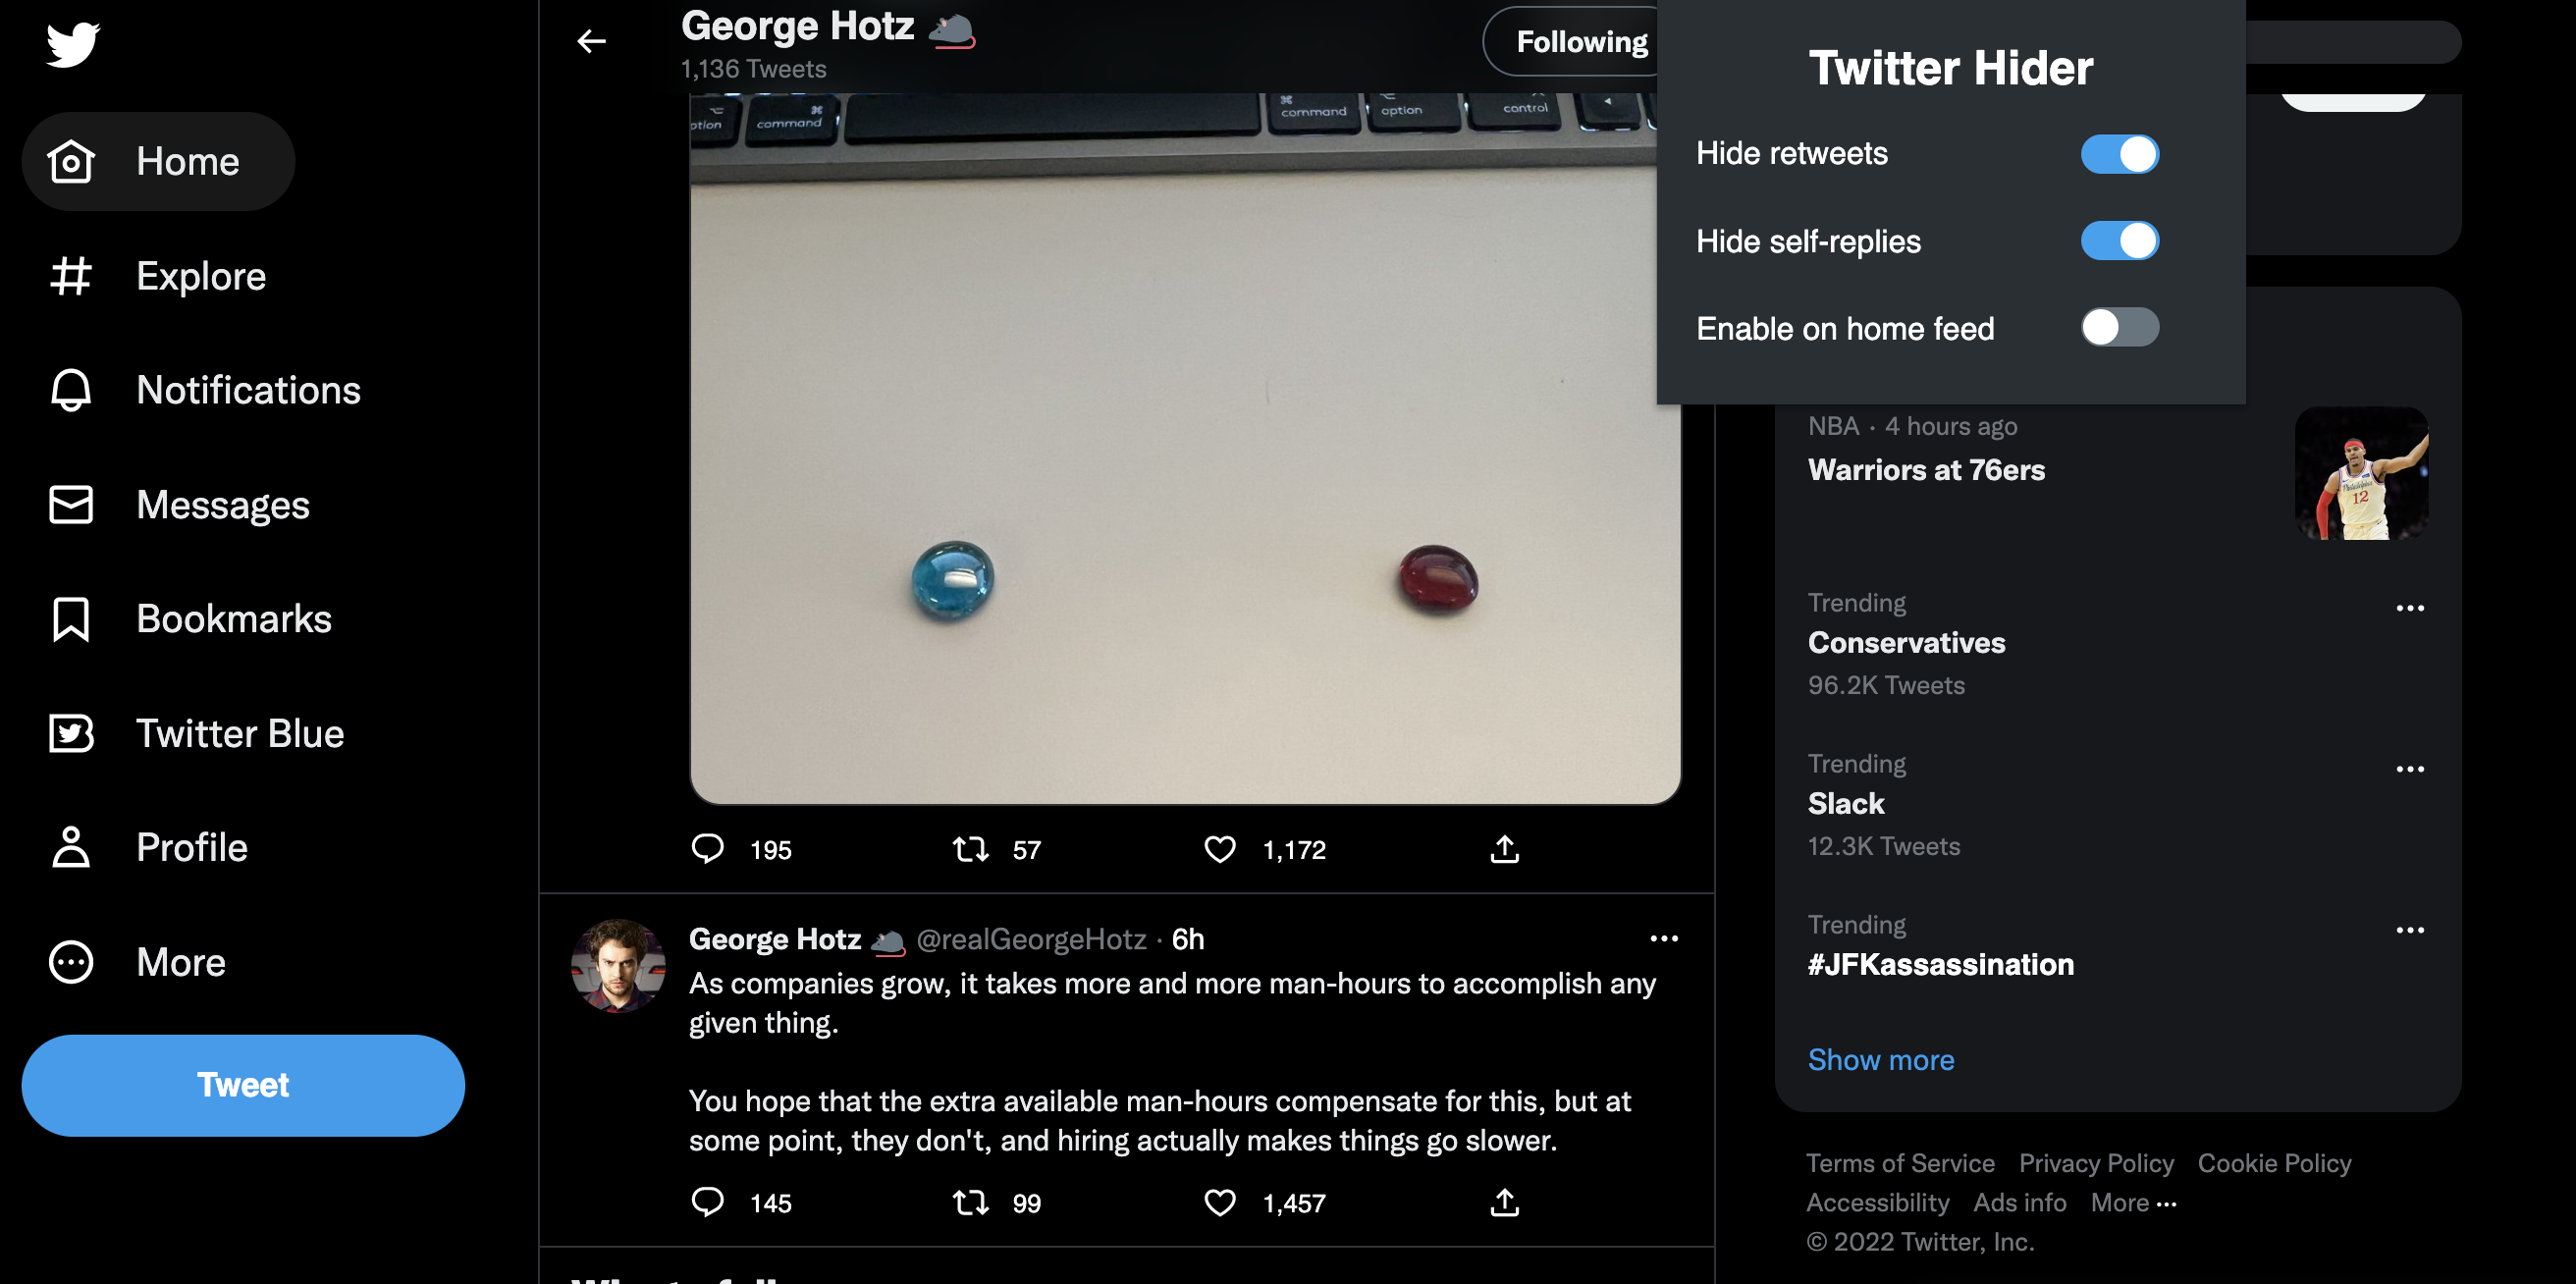 Home
Explore
Notifications
Messages
Bookmarks
Twitter Blue
Profile
More
Tweet
George Hotz 🐀
1,136 Tweets
Following
command
command
option
control
195
57
1,172
George Hotz 🐀 @realGeorgeHotz · 6h
As companies grow, it takes more and more man-hours to accomplish any
given thing.
You hope that the extra available man-hours compensate for this, but at
some point, they don't, and hiring actually makes things go slower.
145
99
1,457
Twitter Hider
Hide retweets
Hide self-replies
Enable on home feed
NBA · 4 hours ago
Warriors at 76ers
Philadelphia
12
Trending
Conservatives
96.2K Tweets
Trending
Slack
12.3K Tweets
Trending
#JFKassassination
Show more
Terms of Service Privacy Policy Cookie Policy
Accessibility Ads info More ···
© 2022 Twitter, Inc.